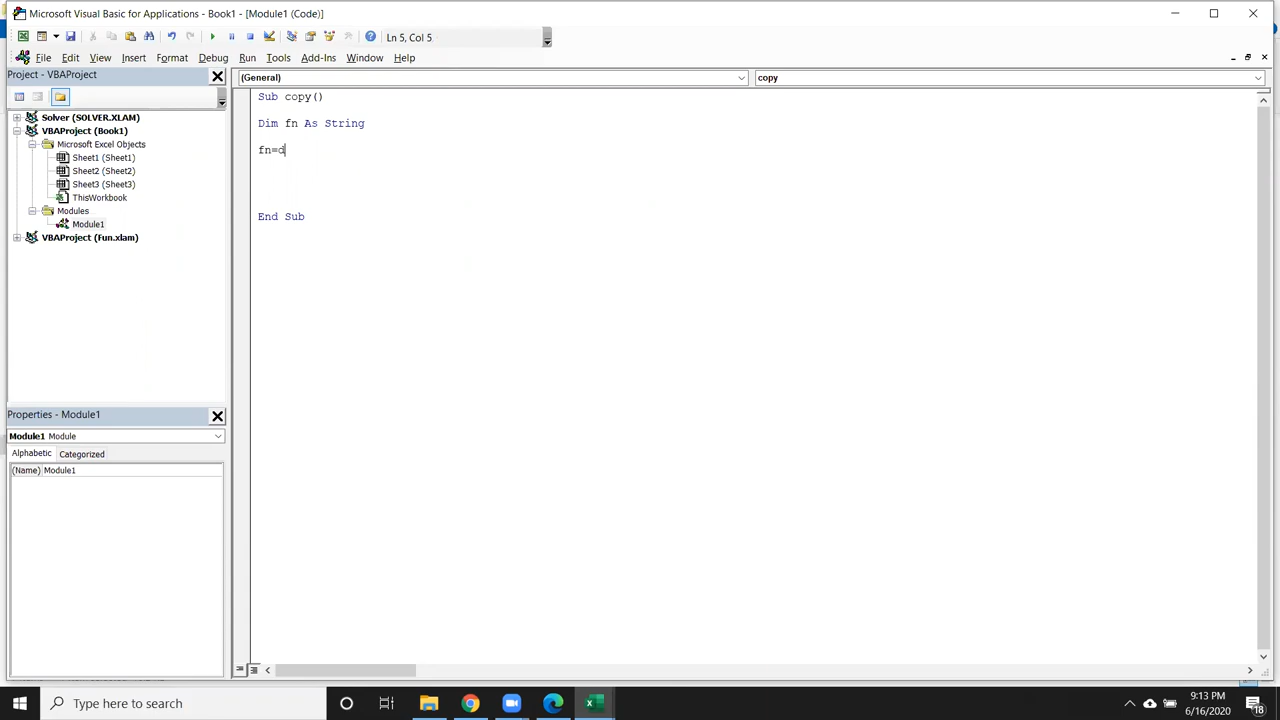 Microsoft Visual Basic for Applications - Book1 - [Module1 (Code)]
Ln 5, Col 5
File Edit View Insert Format Debug Run Tools Add-Ins Window Help
Project - VBAProject
(General)
copy
Solver (SOLVER.XLAM)
VBAProject (Book1)
Microsoft Excel Objects
Sheet1 (Sheet1)
Sheet2 (Sheet2)
Sheet3 (Sheet3)
ThisWorkbook
Modules
Module1
VBAProject (Fun.xlam)
Sub copy()
Dim fn As String
fn=d
End Sub
Properties - Module1
Module1 Module
Alphabetic Categorized
(Name) Module1
Type here to search
9:13 PM
6/16/2020
18